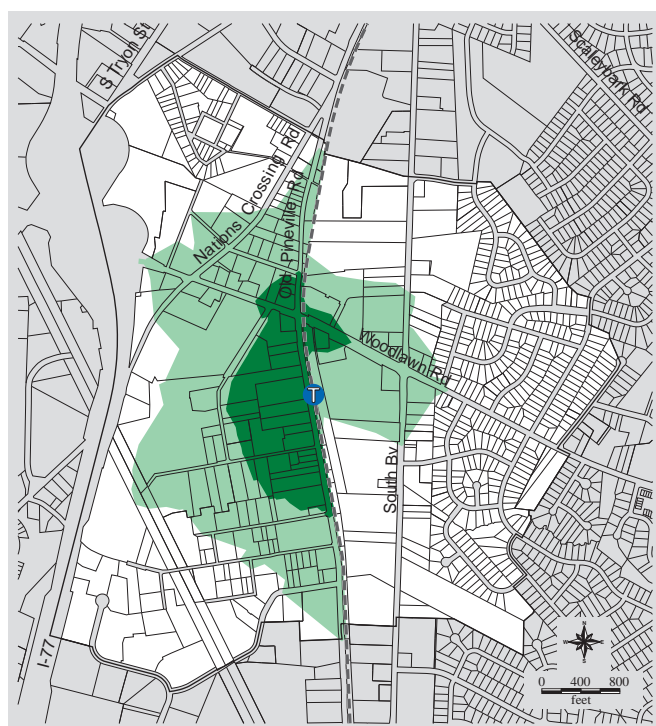 S Tryon St
Scaleybark Rd
Nations Crossing Rd
Old Pineville Rd
Woodlawn Rd
T
South Bv
I-77
N
W E
S
0 400 800
feet